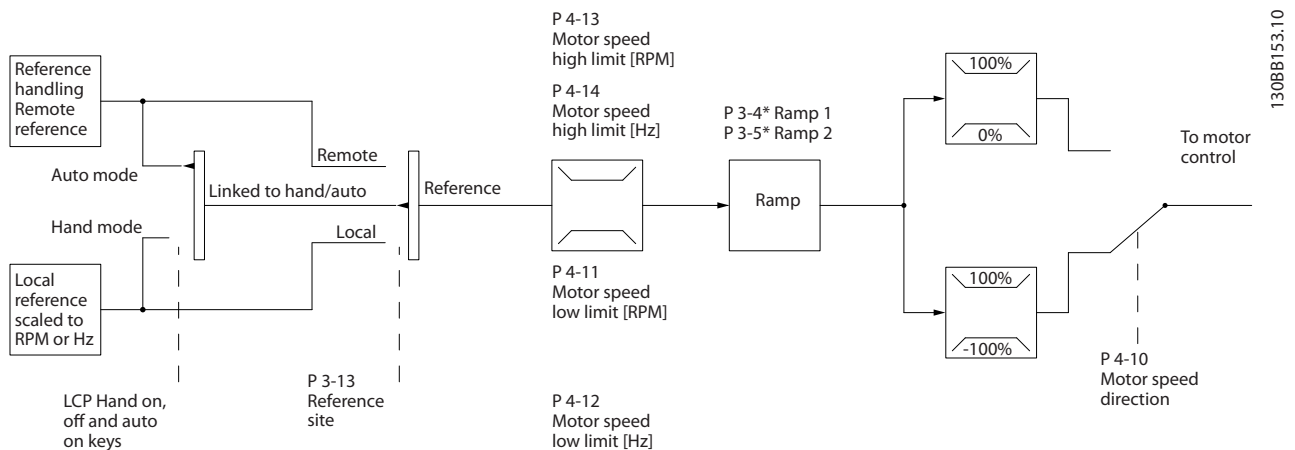 Reference
handling
Remote
reference
Auto mode
Hand mode
Local
reference
scaled to
RPM or Hz
LCP Hand on,
off and auto
on keys
Linked to hand/auto
Remote
Local
P 3-13
Reference
site
Reference
P 4-13
Motor speed
high limit [RPM]
P 4-14
Motor speed
high limit [Hz]
P 4-11
Motor speed
low limit [RPM]
P 4-12
Motor speed
low limit [Hz]
P 3-4* Ramp 1
P 3-5* Ramp 2
Ramp
100%
0%
100%
-100%
To motor
control
P 4-10
Motor speed
direction
130BB153.10